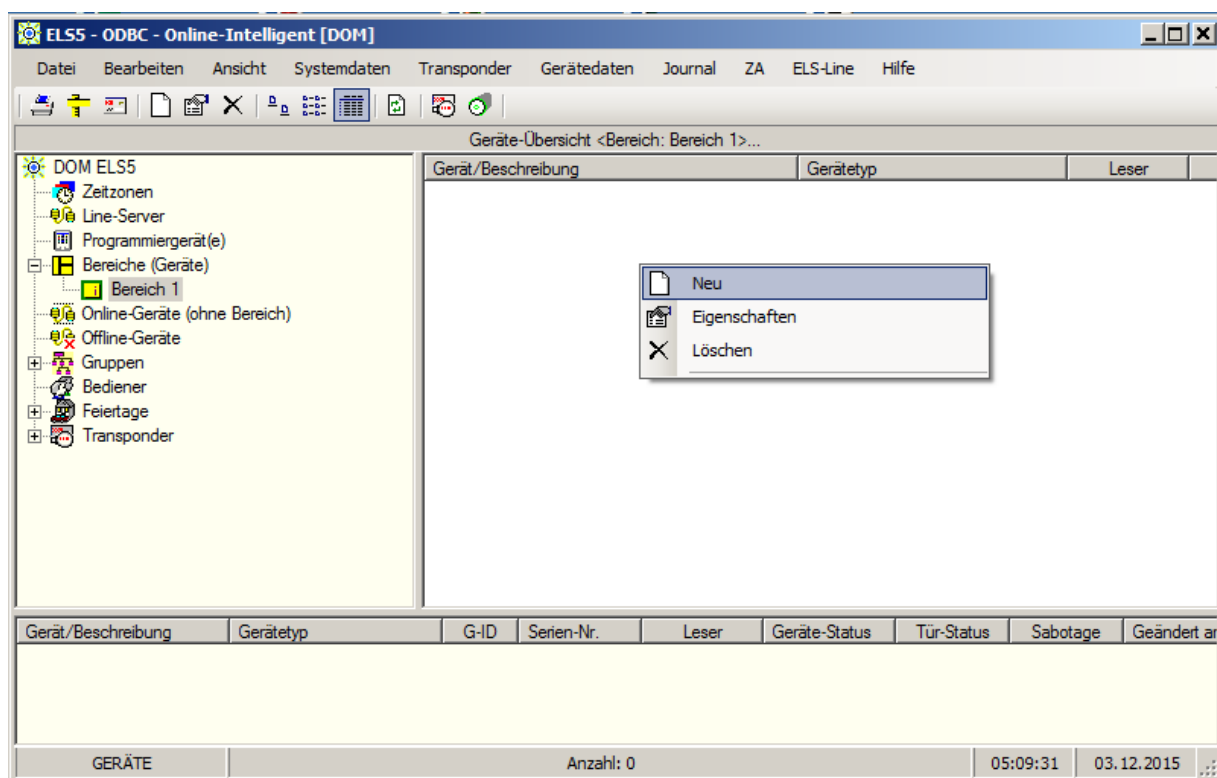 ELS5 - ODBC - Online-Intelligent [DOM]
Datei Bearbeiten Ansicht Systemdaten Transponder Gerätedaten Journal ZA ELS-Line Hilfe
Geräte-Übersicht <Bereich: Bereich 1>...
DOM ELS5
Zeitzonen
Line-Server
Programmiergerät(e)
Bereiche (Geräte)
Bereich 1
Online-Geräte (ohne Bereich)
Offline-Geräte
Gruppen
Bediener
Feiertage
Transponder
Gerät/Beschreibung Gerätetyp Leser
Neu
Eigenschaften
Löschen
Gerät/Beschreibung Gerätetyp G-ID Serien-Nr. Leser Geräte-Status Tür-Status Sabotage Geändert
GERÄTE Anzahl: 0 05:09:31 03.12.2015